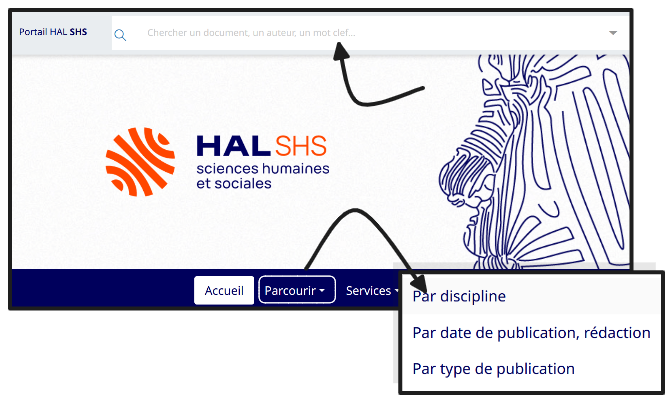 Portail HAL SHS
Chercher un document, un auteur, un mot clef...
HAL SHS
sciences humaines
et sociales
Accueil
Parcourir
Services
Par discipline
Par date de publication, rédaction
Par type de publication